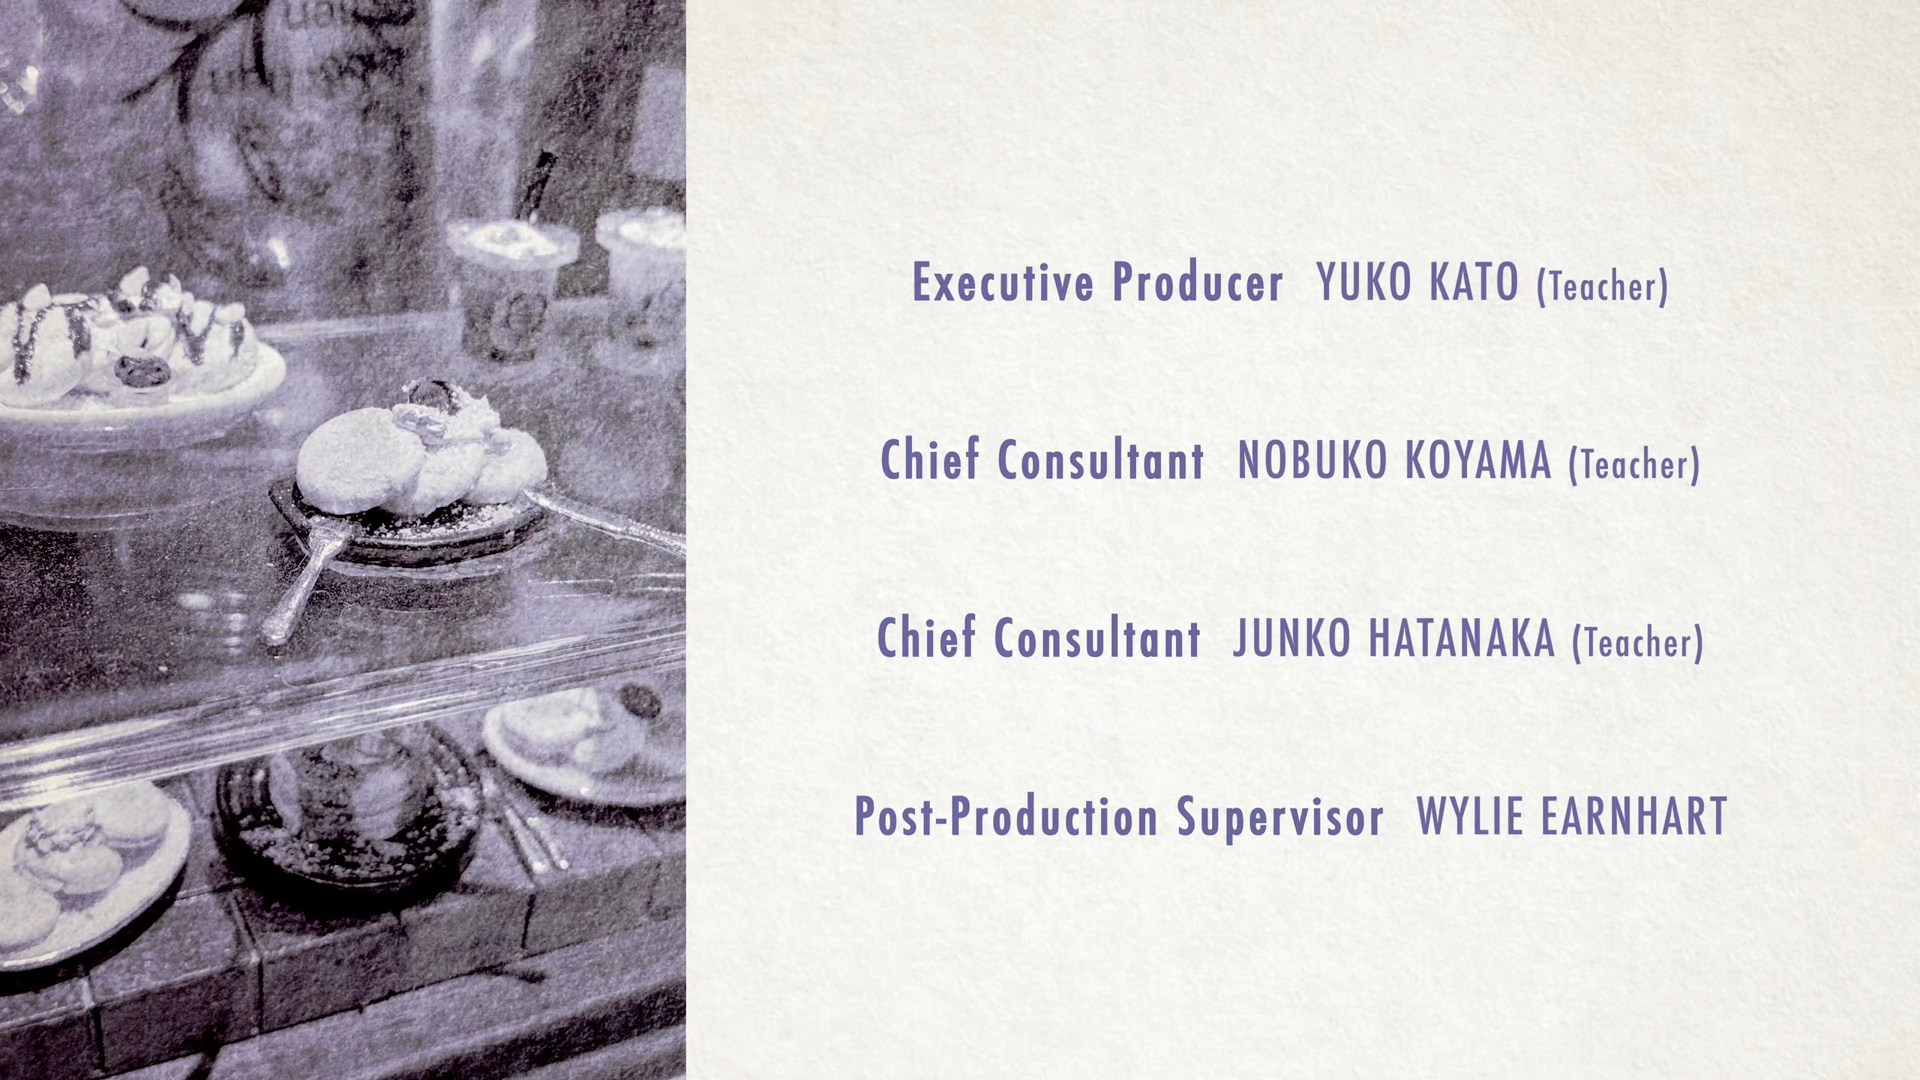 Executive Producer YUKO KATO (Teacher)
Chief Consultant NOBUKO KOYAMA (Teacher)
Chief Consultant JUNKO HATANAKA (Teacher)
Post-Production Supervisor WYLIE EARNHART